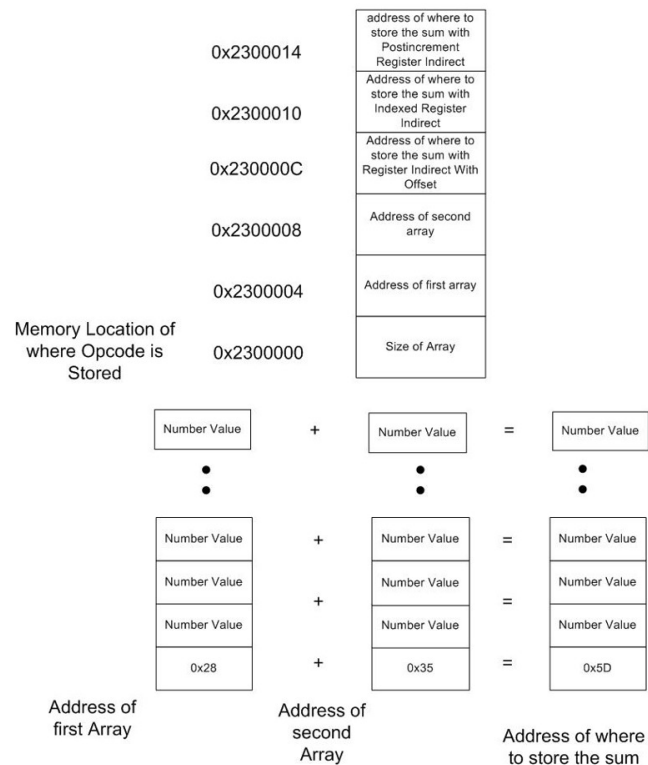 0x2300014
address of where to
store the sum with
Postincrement
Register Indirect
0x2300010
Address of where to
store the sum with
Indexed Register
Indirect
0x230000C
Address of where to
store the sum with
Register Indirect With
Offset
0x2300008
Address of second
array
0x2300004
Address of first array
Memory Location of
where Opcode is
Stored
0x2300000
Size of Array
Number Value + Number Value = Number Value
Number Value + Number Value = Number Value
Number Value Number Value Number Value
+ =
Number Value Number Value Number Value
0x28 + 0x35 = 0x5D
Address of
first Array
Address of
second
Array
Address of where
to store the sum